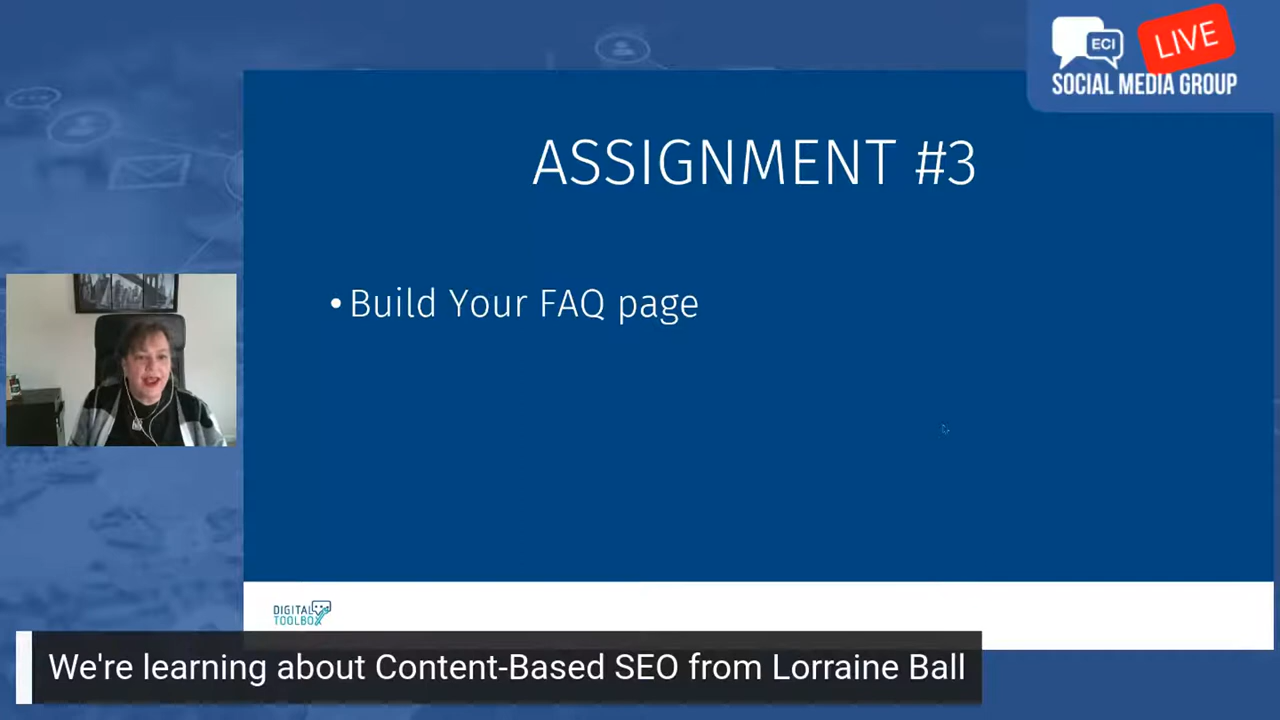 ECI
LIVE
SOCIAL MEDIA GROUP
ASSIGNMENT #3
•Build Your FAQ page
DIGITAL
TOOLBOX
We're learning about Content-Based SEO from Lorraine Ball